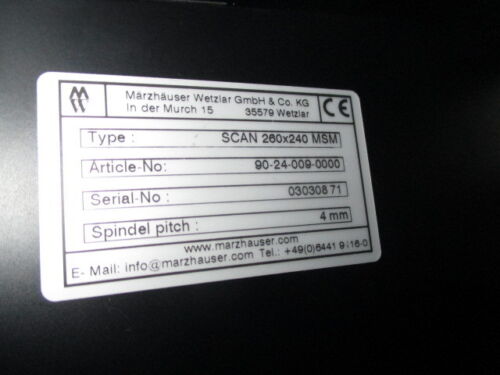 Märzhäuser Wetzlar GmbH & Co. KG
In der Murch 15 35579 Wetzlar
CE
Type : SCAN 260x240 MSM
Article-No: 90-24-009-0000
Serial-No : 03030871
Spindel pitch : 4 mm
www.marzhauser.com
E- Mail: info@marzhauser.com Tel.: +49(0)6441 9116-0